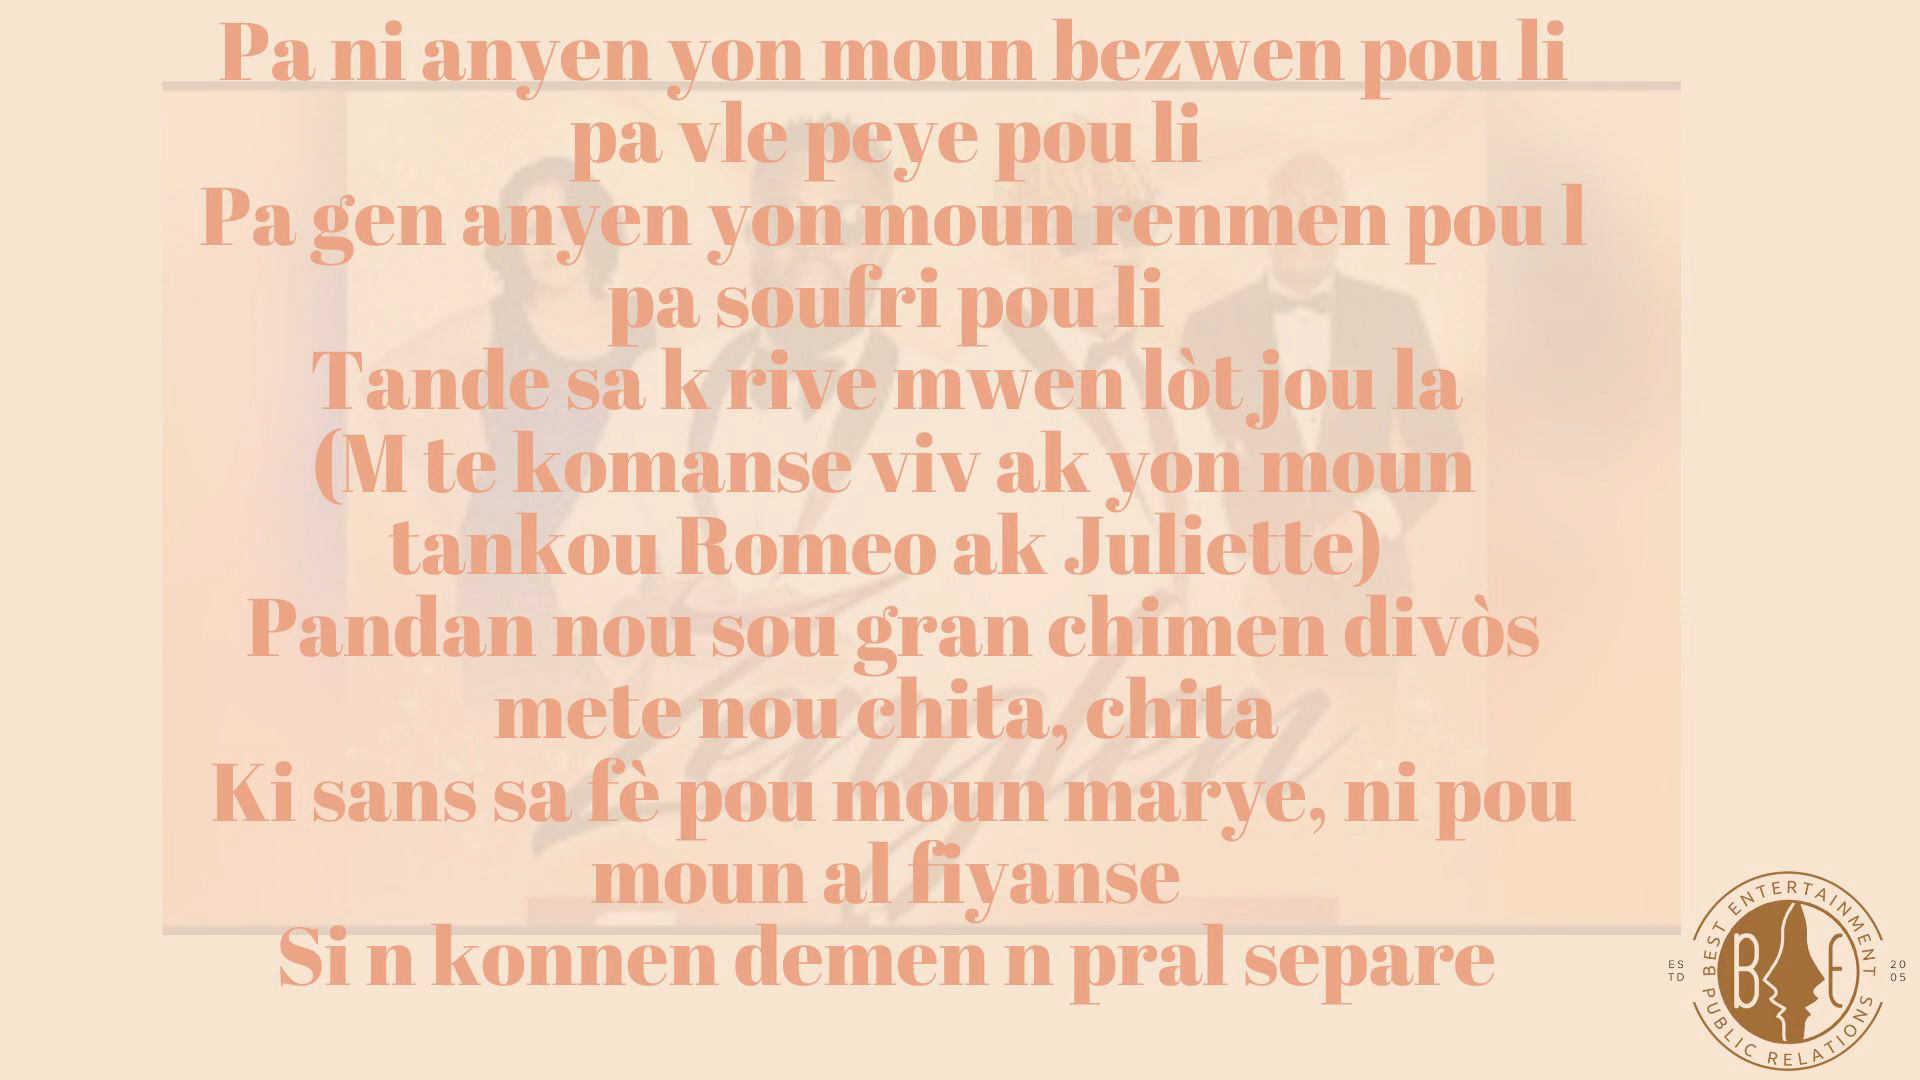 Pa ni anyen yon moun bezwen pou li
pa vle peye pou li
Pa gen anyen yon moun renmen pou l
pa soufri pou li
Tande sa k rive mwen lòt jou la
(M te komanse viv ak yon moun
tankou Romeo ak Juliette)
Pandan nou sou gran chimen divòs
mete nou chita, chita
Ki sans sa fè pou moun marye, ni pou
moun al fiyanse
Si n konnen demen n pral separe
Zenglen
BEST ENTERTAINMENT
B E
ES
TD
20
05
PUBLIC RELATIONS